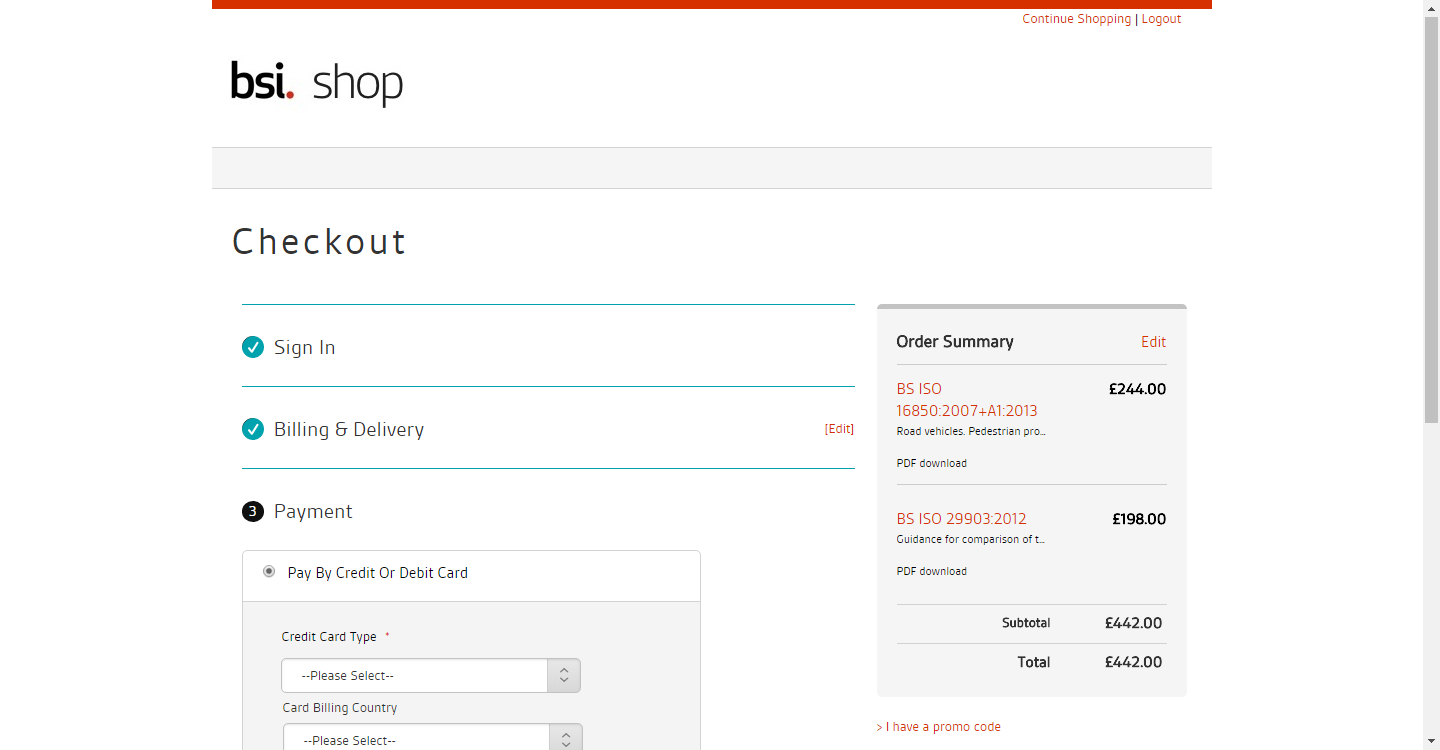 Continue Shopping | Logout
bsi. shop
Checkout
Sign In
Billing & Delivery
[Edit]
3 Payment
Pay By Credit Or Debit Card
Credit Card Type *
--Please Select--
Card Billing Country
--Please Select--
Order Summary
Edit
BS ISO
16850:2007+A1:2013
£244.00
Road vehicles. Pedestrian pro...
PDF download
BS ISO 29903:2012
£198.00
Guidance for comparison of t...
PDF download
Subtotal £442.00
Total £442.00
> I have a promo code